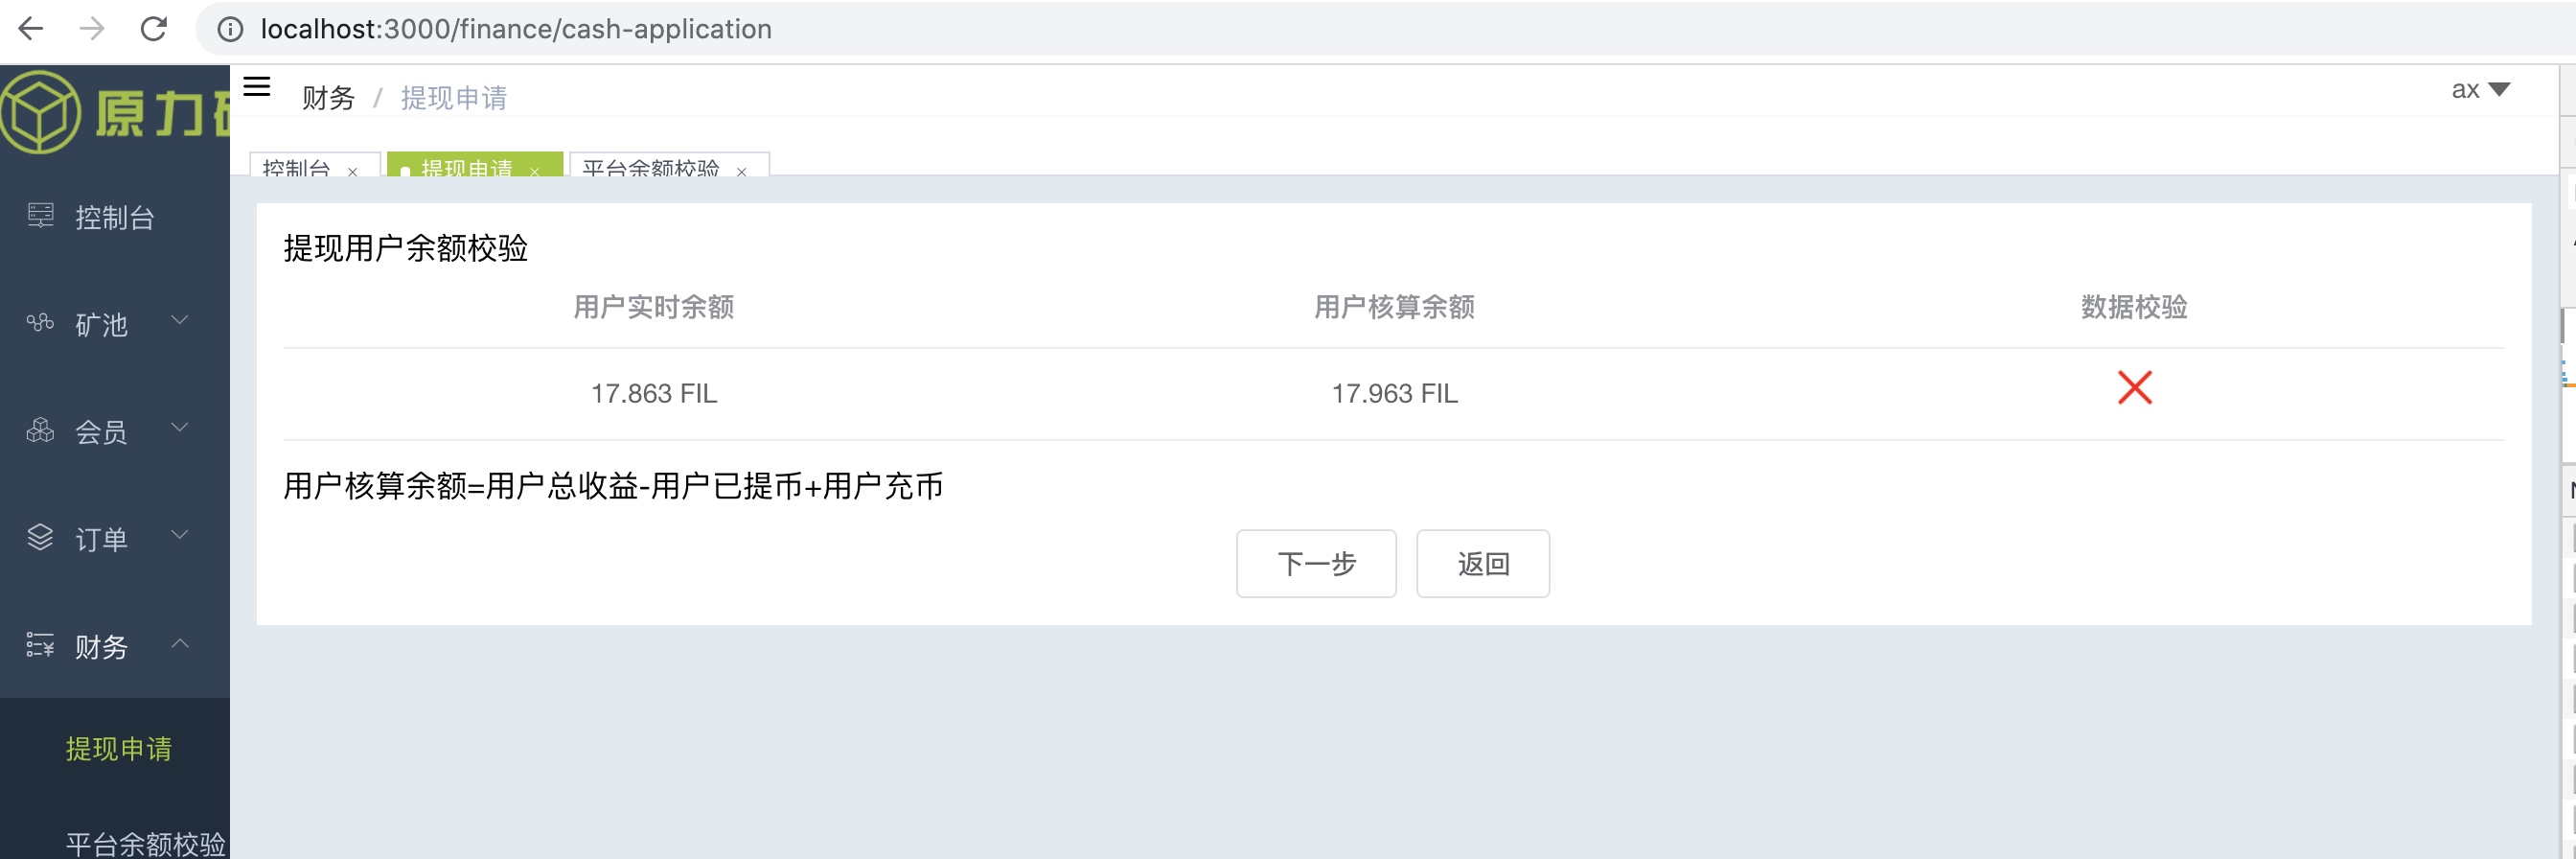 localhost:3000/finance/cash-application
原力
财务 / 提现申请
ax
控制台 ×
提现申请 ×
平台余额校验 ×
控制台
矿池
会员
订单
财务
提现申请
平台余额校验
提现用户余额校验
用户实时余额 用户核算余额 数据校验
17.863 FIL 17.963 FIL
用户核算余额=用户总收益-用户已提币+用户充币
下一步 返回